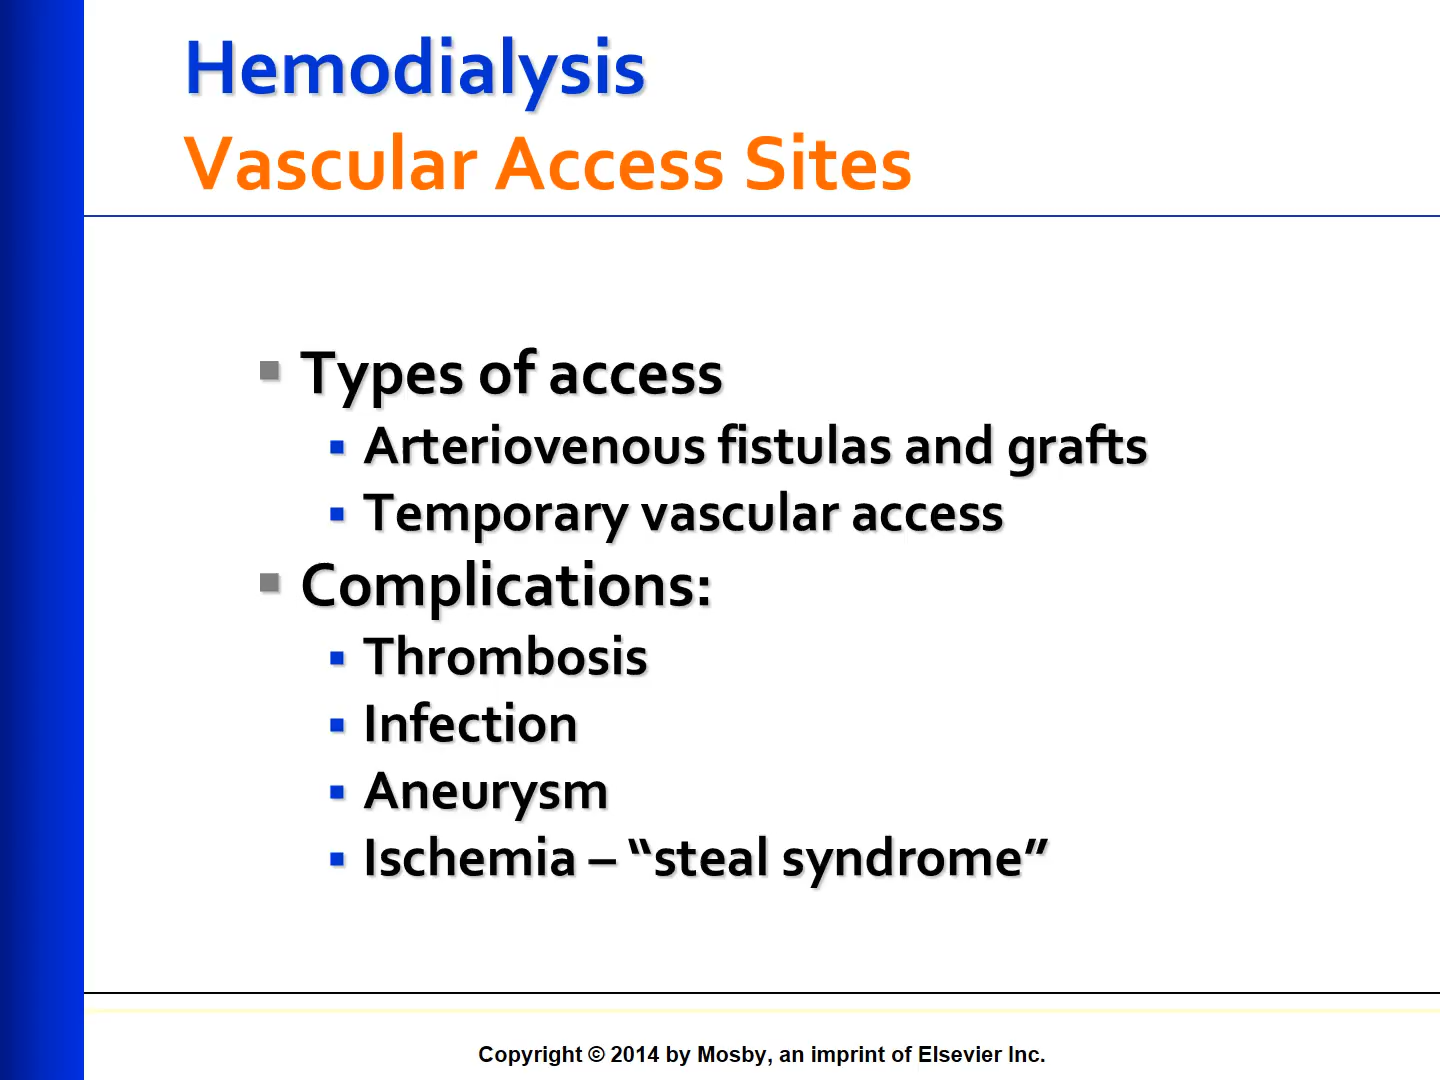 Hemodialysis
Vascular Access Sites
Types of access
Arteriovenous fistulas and grafts
Temporary vascular access
Complications:
Thrombosis
Infection
Aneurysm
Ischemia – “steal syndrome”
Copyright © 2014 by Mosby, an imprint of Elsevier Inc.